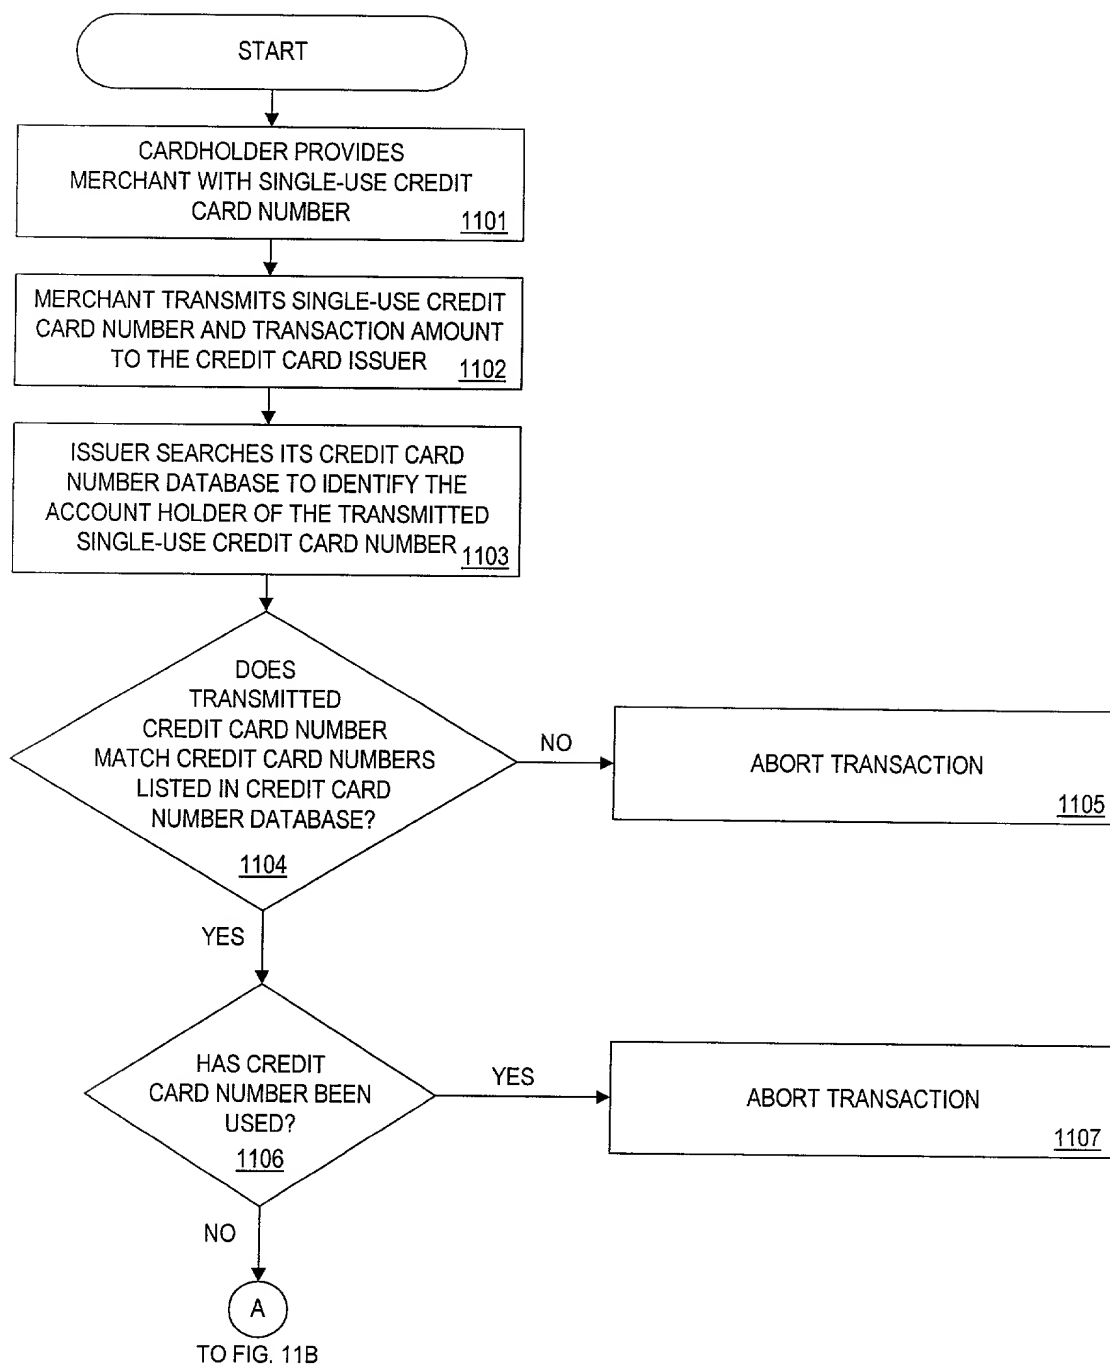 START
CARDHOLDER PROVIDES
MERCHANT WITH SINGLE-USE CREDIT
CARD NUMBER
1101
MERCHANT TRANSMITS SINGLE-USE CREDIT
CARD NUMBER AND TRANSACTION AMOUNT
TO THE CREDIT CARD ISSUER
1102
ISSUER SEARCHES ITS CREDIT CARD
NUMBER DATABASE TO IDENTIFY THE
ACCOUNT HOLDER OF THE TRANSMITTED
SINGLE-USE CREDIT CARD NUMBER
1103
DOES
TRANSMITTED
CREDIT CARD NUMBER
MATCH CREDIT CARD NUMBERS
LISTED IN CREDIT CARD
NUMBER DATABASE?
1104
NO
ABORT TRANSACTION
1105
YES
HAS CREDIT
CARD NUMBER BEEN
USED?
1106
YES
ABORT TRANSACTION
1107
NO
A
TO FIG. 11B